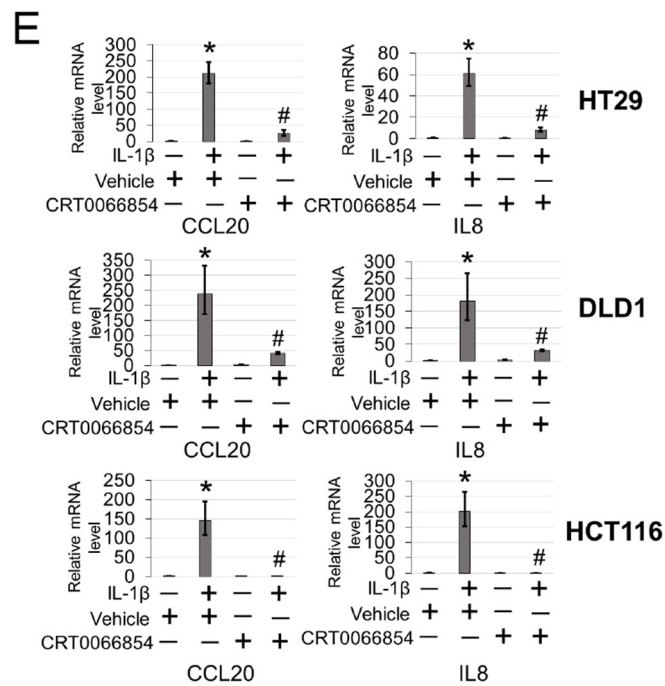 E
Relative mRNA level
300
250
200
150
100
50
0
*
#
IL-1β — + — +
Vehicle + + — —
CRT0066854 — — + +
CCL20
Relative mRNA level
80
60
40
20
0
*
#
IL-1β — + — +
Vehicle + + — —
CRT0066854 — — + +
IL8
HT29
Relative mRNA level
350
300
250
200
150
100
50
0
*
#
IL-1β — + — +
Vehicle + + — —
CRT0066854 — — + +
CCL20
Relative mRNA level
300
250
200
150
100
50
0
*
#
IL-1β — + — +
Vehicle + + — —
CRT0066854 — — + +
IL8
DLD1
Relative mRNA level
250
200
150
100
50
0
*
#
IL-1β — + — +
Vehicle + + — —
CRT0066854 — — + +
CCL20
Relative mRNA level
300
250
200
150
100
50
0
*
#
IL-1β — + — +
Vehicle + + — —
CRT0066854 — — + +
IL8
HCT116